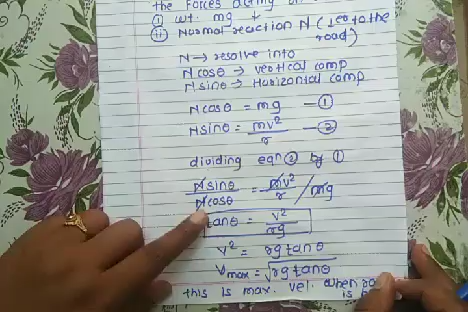 the forces acting
(i) wt. mg ↓
(ii) Normal reaction N (⊥er to the road)
N → resolve into
N cosθ → vertical comp
N sinθ → Horizontal comp
N cosθ = mg —①
N sinθ = mv²/r —②
dividing eqn ② by ①
N sinθ / N cosθ = mv²/r / mg
tanθ = v²/rg
v² = rg tanθ
Vmax = √rg tanθ
this is max. vel. when
is